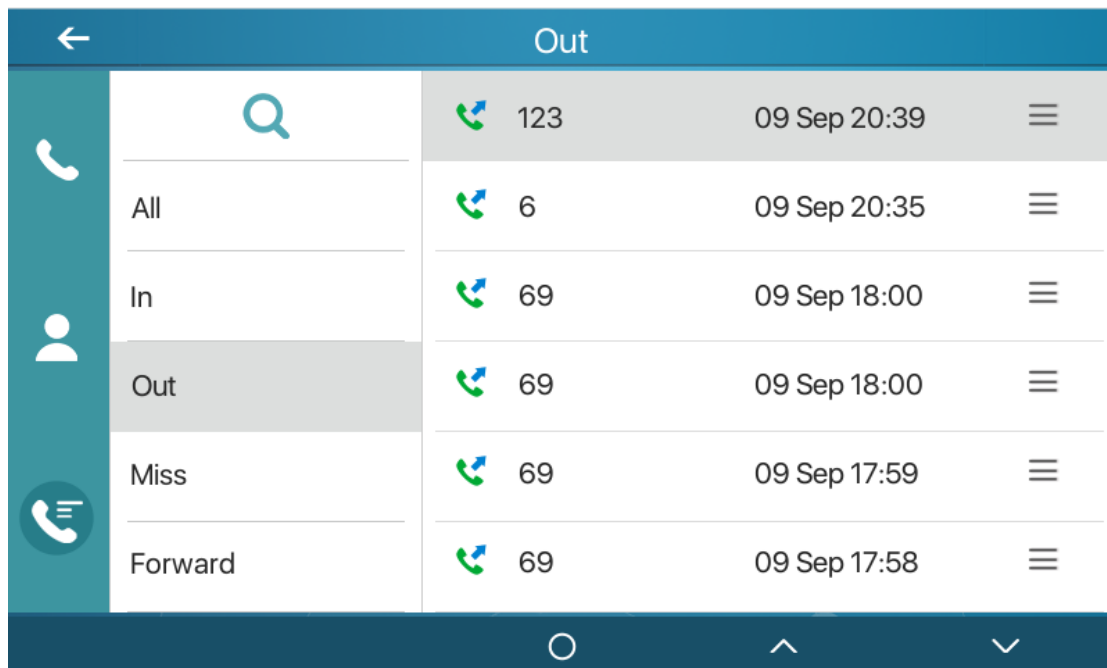 Out
All
In
Out
Miss
Forward
123 09 Sep 20:39
6 09 Sep 20:35
69 09 Sep 18:00
69 09 Sep 18:00
69 09 Sep 17:59
69 09 Sep 17:58